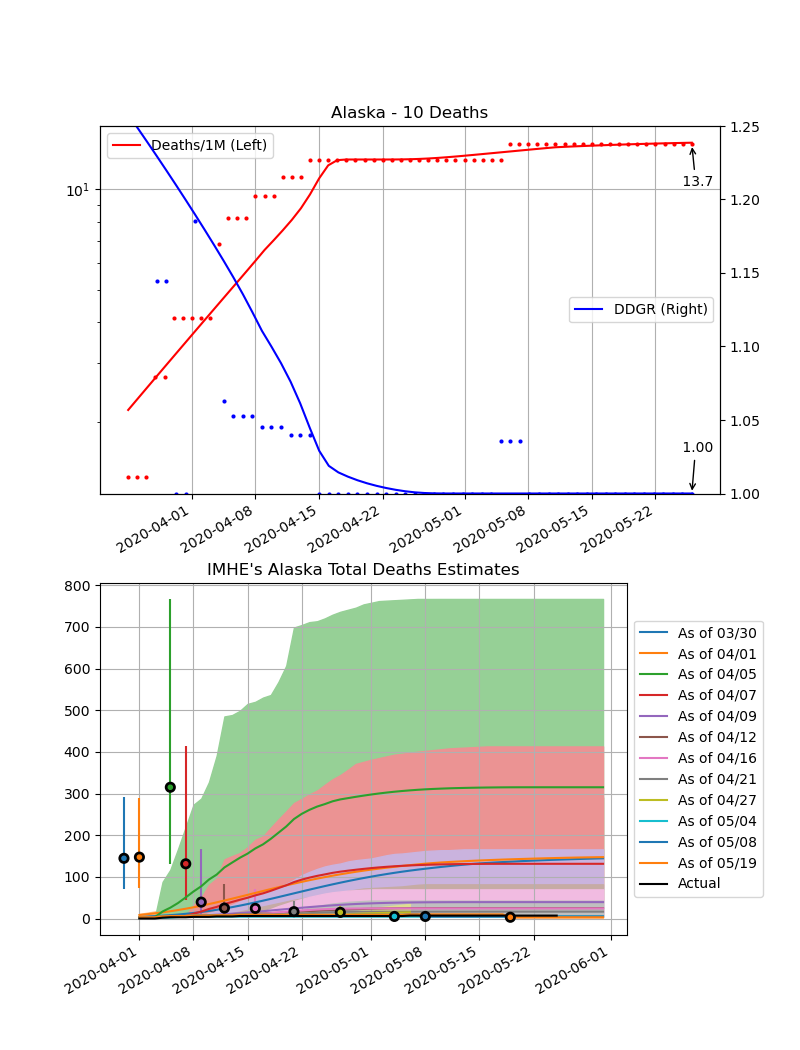 Alaska - 10 Deaths
Deaths/1M (Left)
10^1
1.25
1.20
1.15
1.10
1.05
1.00
13.7
DDGR (Right)
1.00
2020-04-01
2020-04-08
2020-04-15
2020-04-22
2020-05-01
2020-05-08
2020-05-15
2020-05-22
IMHE's Alaska Total Deaths Estimates
800
700
600
500
400
300
200
100
0
As of 03/30
As of 04/01
As of 04/05
As of 04/07
As of 04/09
As of 04/12
As of 04/16
As of 04/21
As of 04/27
As of 05/04
As of 05/08
As of 05/19
Actual
2020-04-01
2020-04-08
2020-04-15
2020-04-22
2020-05-01
2020-05-08
2020-05-15
2020-05-22
2020-06-01